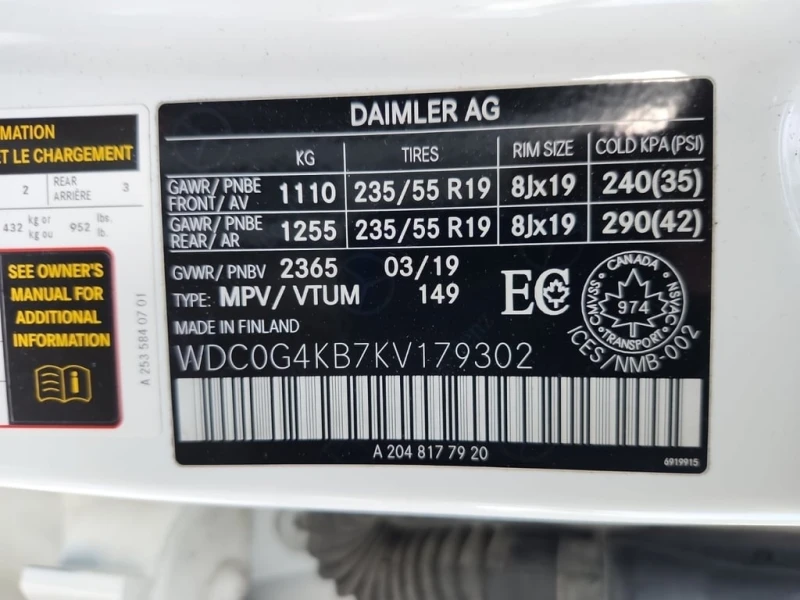 DAIMLER AG
KG TIRES RIM SIZE COLD KPA(PSI)
GAWR/PNBE FRONT/AV 1110 235/55 R19 8Jx19 240(35)
GAWR/PNBE REAR/AR 1255 235/55 R19 8Jx19 290(42)
GVWR/PNBV 2365 03/19
TYPE: MPV/VTUM 149
EC
CANADA
CMVSS 974 NSVAC
TRANSPORT
ICES/NMB-002
MADE IN FINLAND
WDC0G4KB7KV179302
A 204 817 79 20
6919915
MATION
ET LE CHARGEMENT
2 REAR ARRIÈRE 3
432 kg or kg ou 952 lbs. lb.
SEE OWNER'S
MANUAL FOR
ADDITIONAL
INFORMATION
i
A 253 584 07 01